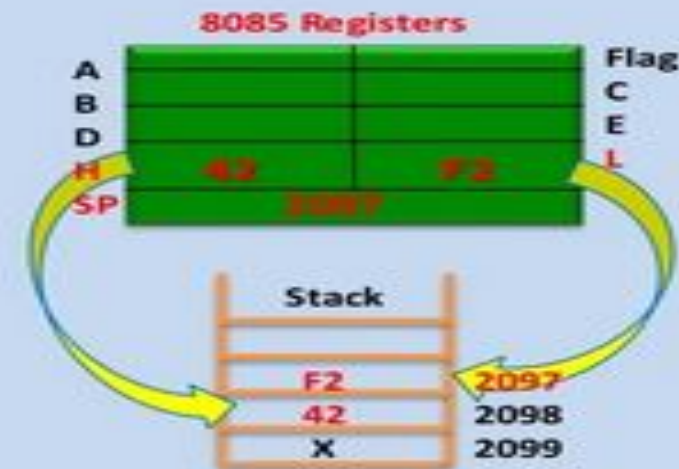 8085 Registers
A Flag
B C
D E
H 42 F2 L
SP 2097
Stack
F2 2097
42 2098
X 2099